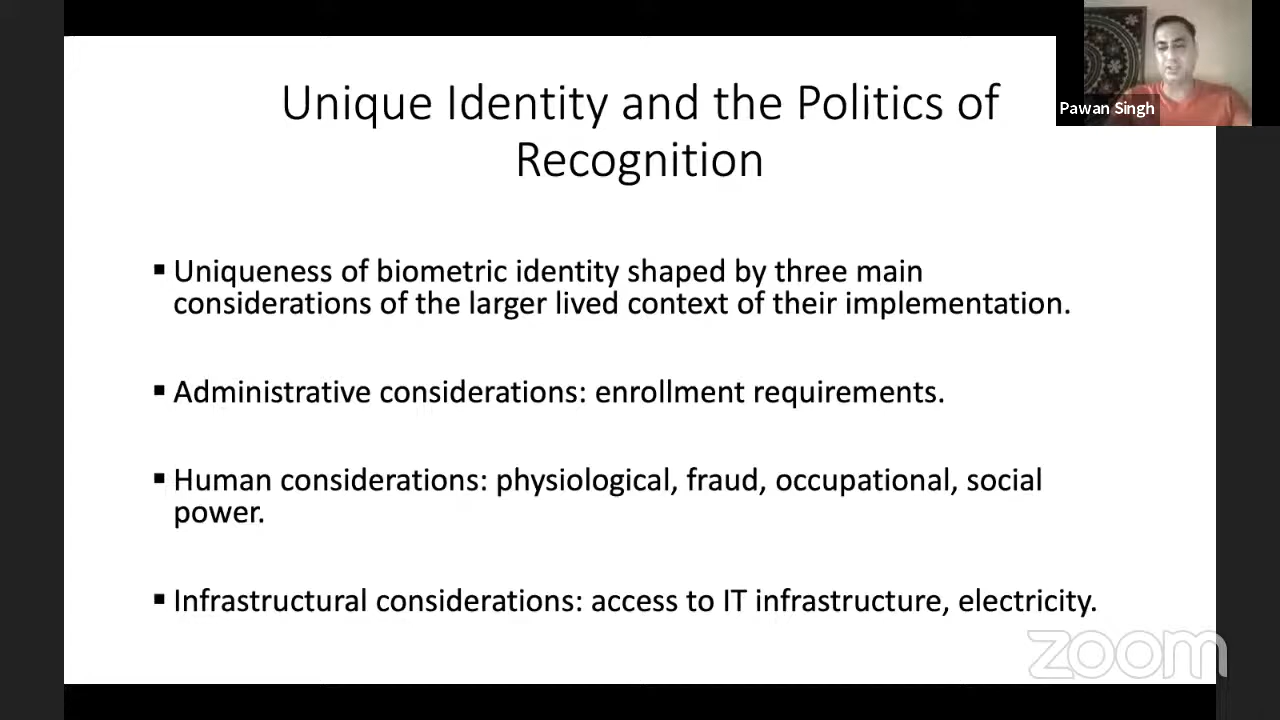 Unique Identity and the Politics of
Recognition
Pawan Singh
▪ Uniqueness of biometric identity shaped by three main
considerations of the larger lived context of their implementation.
▪ Administrative considerations: enrollment requirements.
▪ Human considerations: physiological, fraud, occupational, social
power.
▪ Infrastructural considerations: access to IT infrastructure, electricity.
zoom